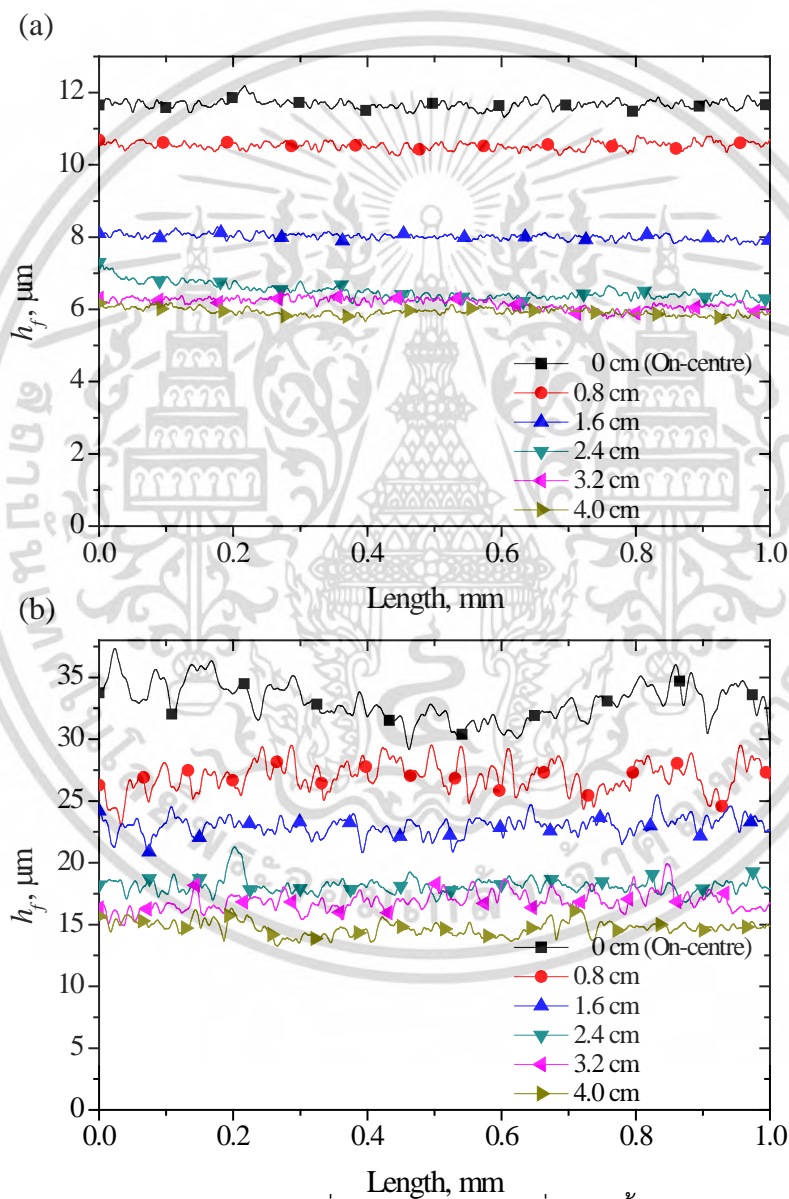 (a)
12
10
8
6
4
2
0
h_f, μm
0 cm (On-centre)
0.8 cm
1.6 cm
2.4 cm
3.2 cm
4.0 cm
0.0 0.2 0.4 0.6 0.8 1.0
Length, mm
(b)
35
30
25
20
15
10
5
0
h_f, μm
0 cm (On-centre)
0.8 cm
1.6 cm
2.4 cm
3.2 cm
4.0 cm
0.0 0.2 0.4 0.6 0.8 1.0
Length, mm